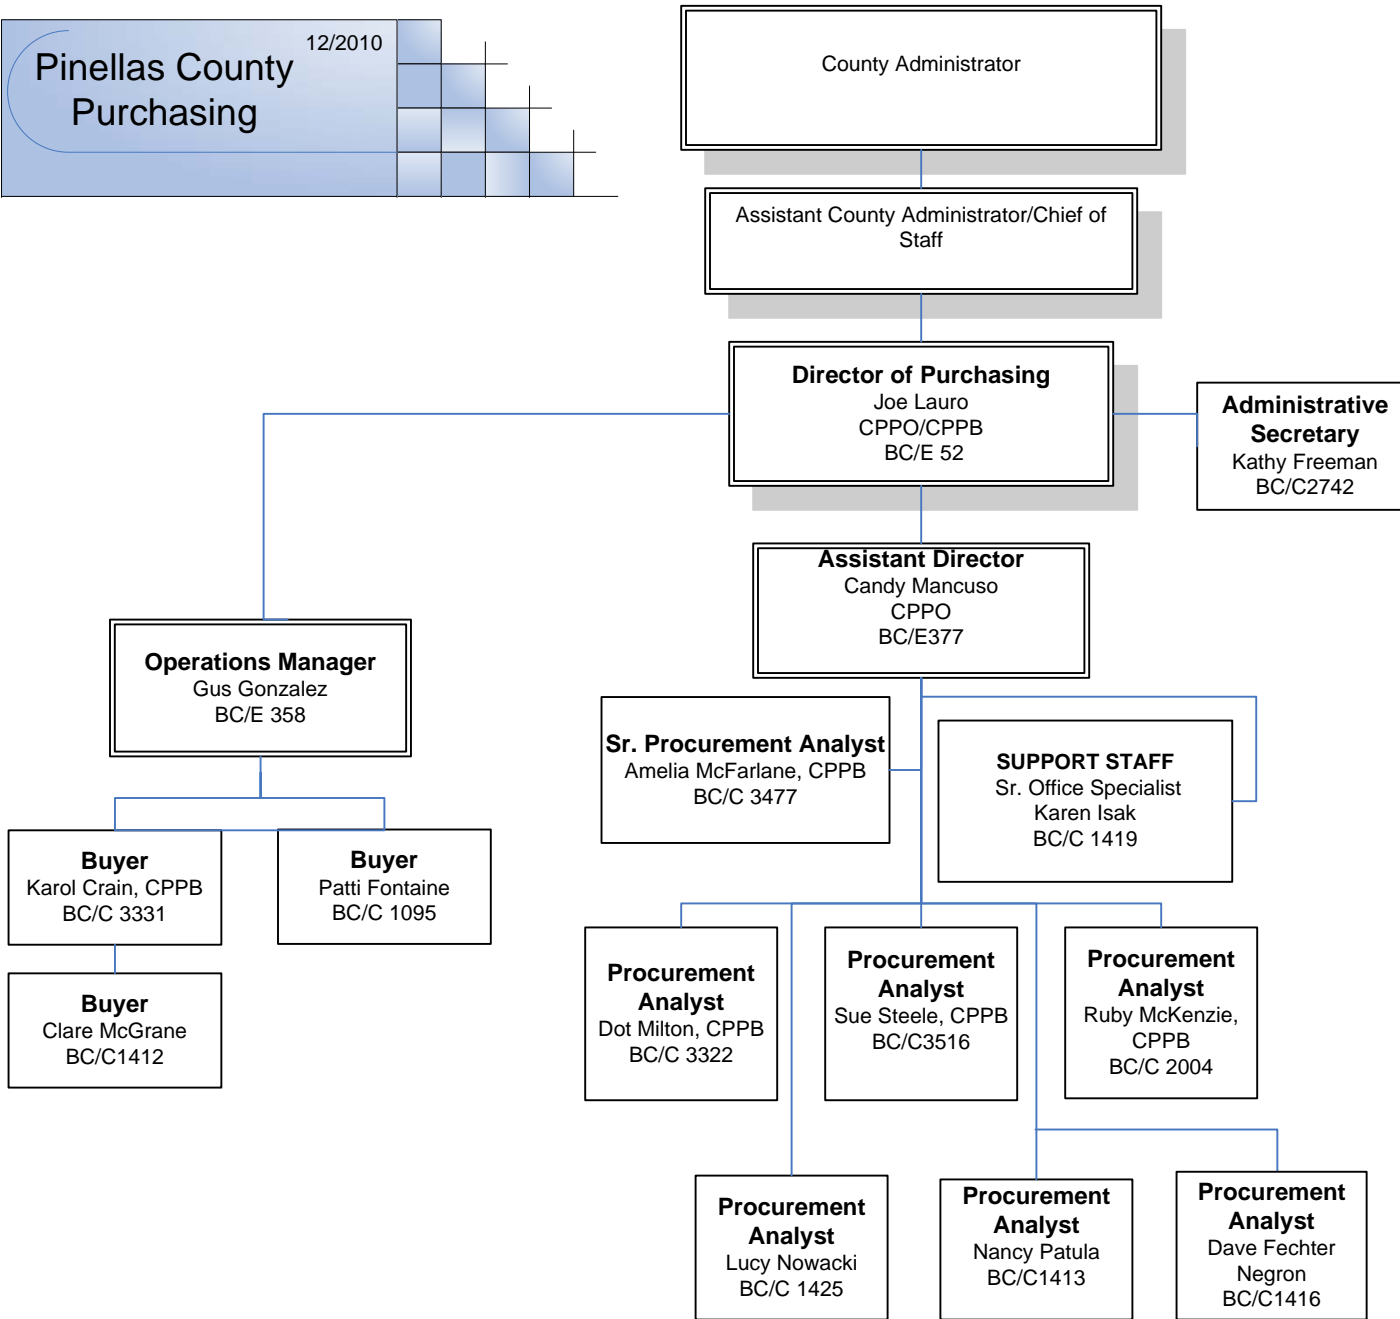 12/2010
Pinellas County
Purchasing
County Administrator
Assistant County Administrator/Chief of
Staff
Director of Purchasing
Joe Lauro
CPPO/CPPB
BC/E 52
Administrative
Secretary
Kathy Freeman
BC/C2742
Assistant Director
Candy Mancuso
CPPO
BC/E377
Operations Manager
Gus Gonzalez
BC/E 358
Sr. Procurement Analyst
Amelia McFarlane, CPPB
BC/C 3477
SUPPORT STAFF
Sr. Office Specialist
Karen Isak
BC/C 1419
Buyer
Karol Crain, CPPB
BC/C 3331
Buyer
Patti Fontaine
BC/C 1095
Buyer
Clare McGrane
BC/C1412
Procurement
Analyst
Dot Milton, CPPB
BC/C 3322
Procurement
Analyst
Sue Steele, CPPB
BC/C3516
Procurement
Analyst
Ruby McKenzie,
CPPB
BC/C 2004
Procurement
Analyst
Lucy Nowacki
BC/C 1425
Procurement
Analyst
Nancy Patula
BC/C1413
Procurement
Analyst
Dave Fechter
Negron
BC/C1416